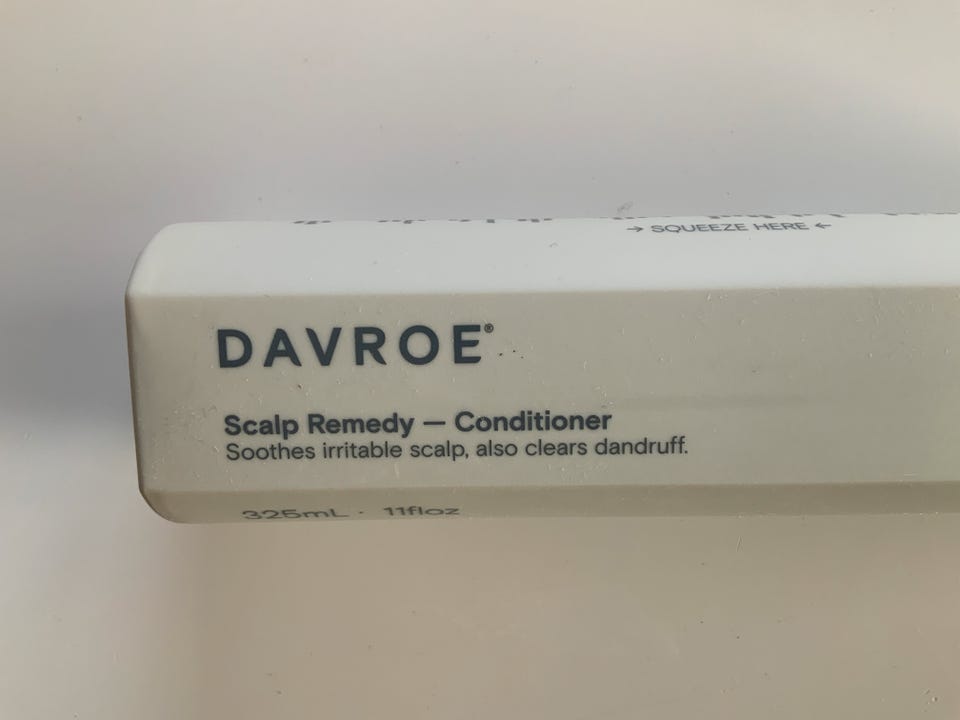 → SQUEEZE HERE ←
DAVROE®
Scalp Remedy — Conditioner
Soothes irritable scalp, also clears dandruff.
325mL · 11floz